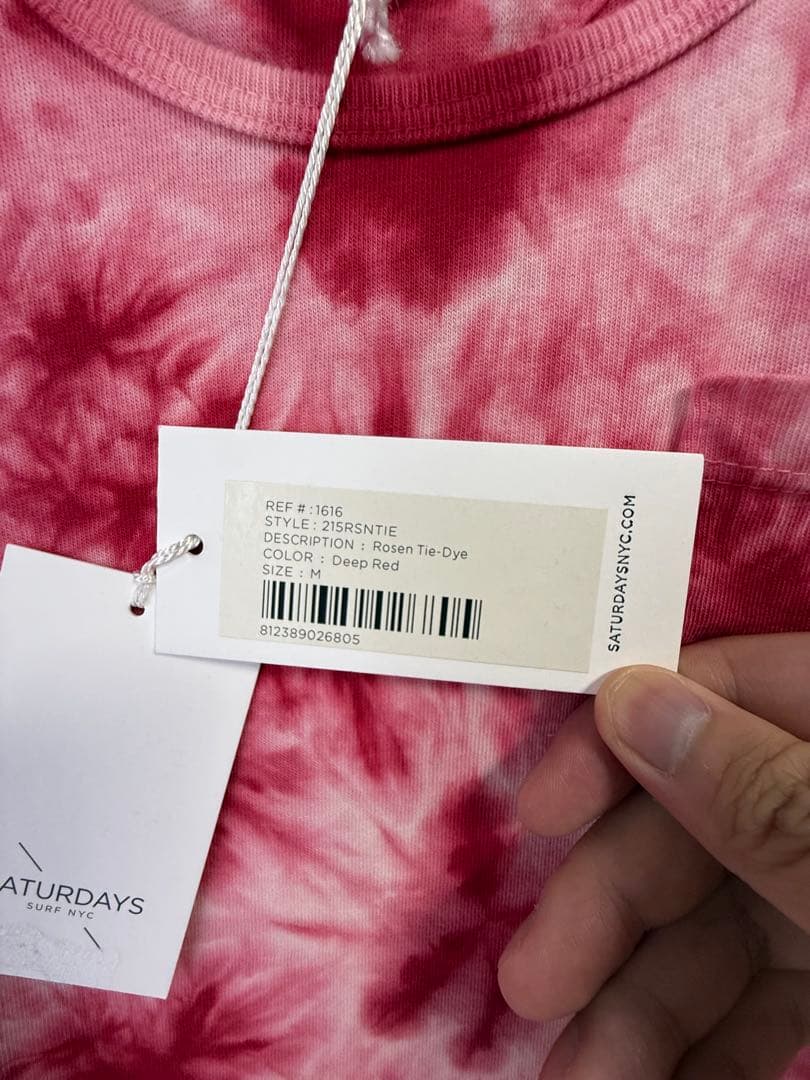 REF # : 1616
STYLE : 215RSNTIE
DESCRIPTION : Rosen Tie-Dye
COLOR : Deep Red
SIZE : M
812389026805
SATURDAYSNYC.COM
ATURDAYS
SURF NYC